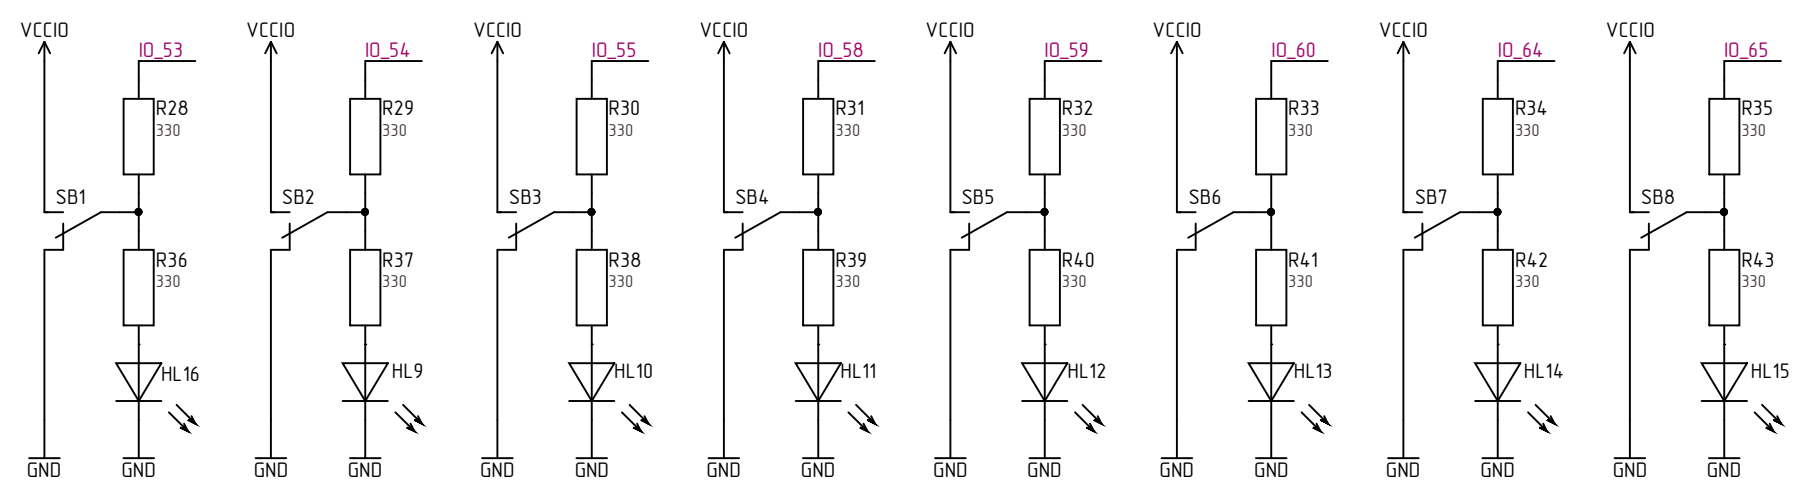 VCCIO VCCIO VCCIO VCCIO VCCIO VCCIO VCCIO VCCIO
IO_53 IO_54 IO_55 IO_58 IO_59 IO_60 IO_64 IO_65
R28 R29 R30 R31 R32 R33 R34 R35
330 330 330 330 330 330 330 330
SB1 SB2 SB3 SB4 SB5 SB6 SB7 SB8
R36 R37 R38 R39 R40 R41 R42 R43
330 330 330 330 330 330 330 330
HL16 HL9 HL10 HL11 HL12 HL13 HL14 HL15
GND GND GND GND GND GND GND GND GND GND GND GND GND GND GND GND